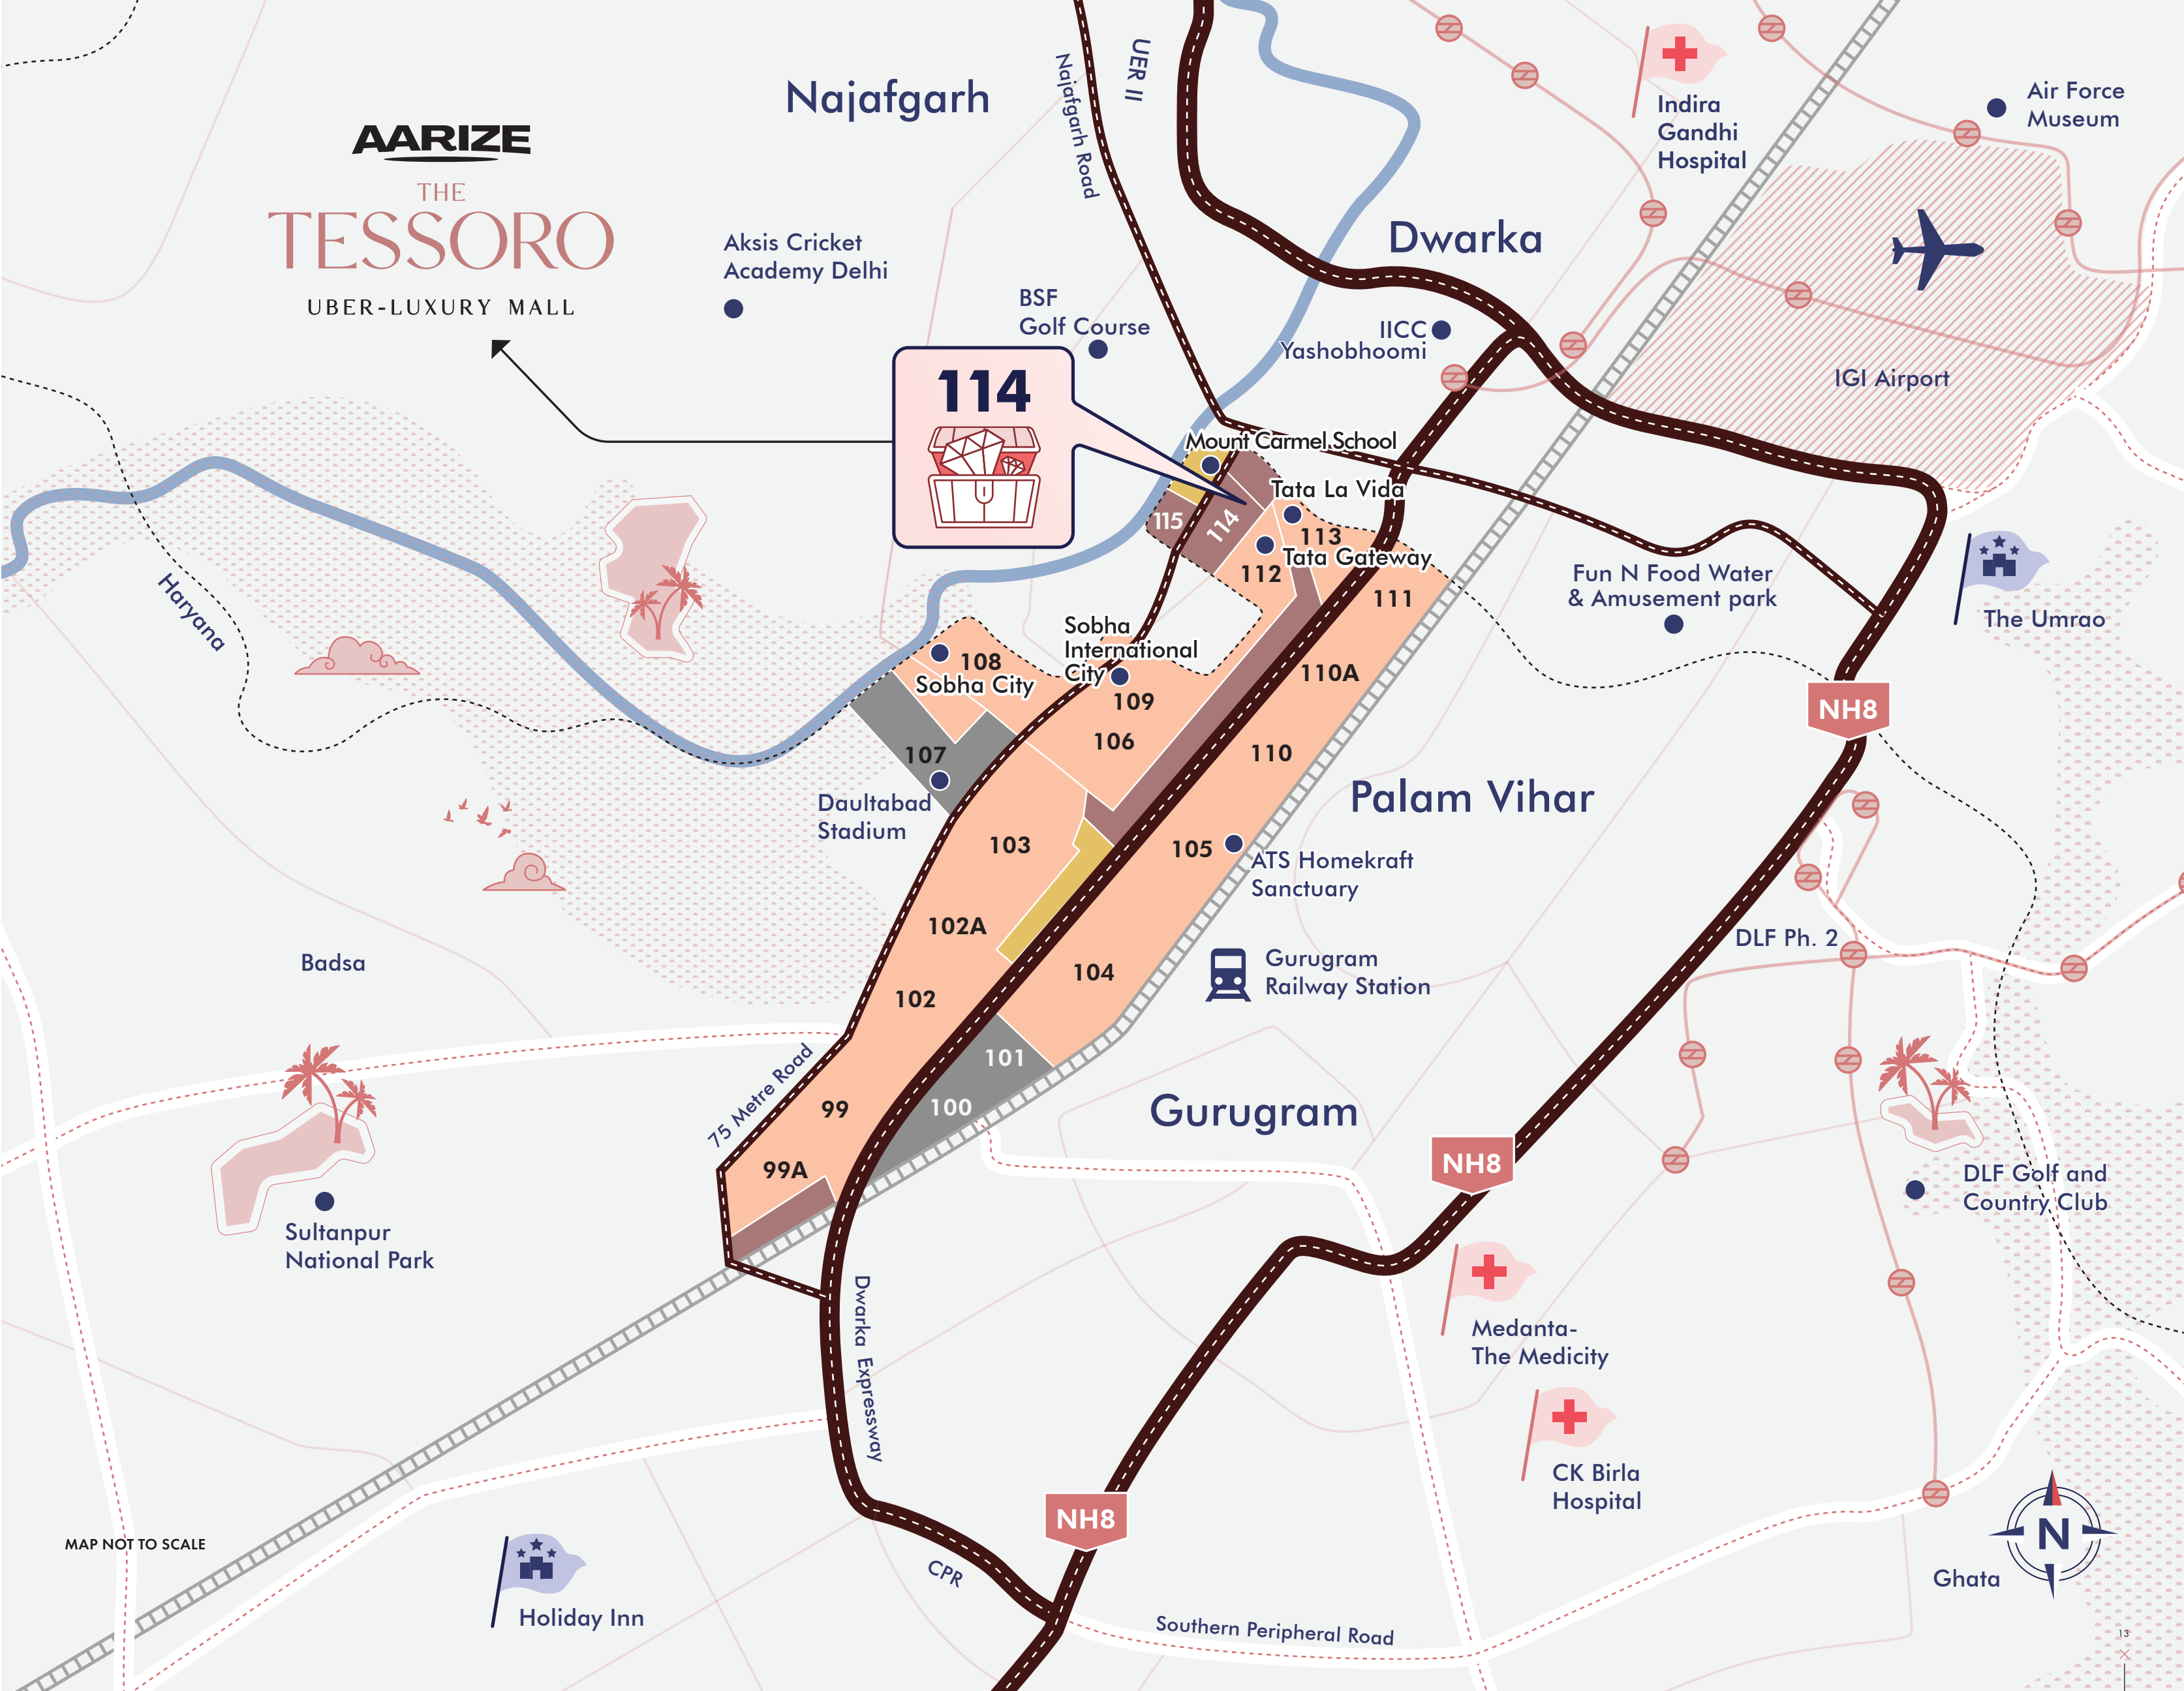 Najafgarh
Najafgarh Road
UER II
Indira
Gandhi
Hospital
Air Force
Museum
AARIZE
THE
TESSORO
UBER-LUXURY MALL
Aksis Cricket
Academy Delhi
BSF
Golf Course
Dwarka
IICC
Yashobhoomi
IGI Airport
114
Mount Carmel School
Tata La Vida
115
114
113
Tata Gateway
112
111
Fun N Food Water
& Amusement park
The Umrao
Haryana
Sobha
International
City
108
Sobha City
109
110A
NH8
106
110
107
Daultabad
Stadium
Palam Vihar
103
105
ATS Homekraft
Sanctuary
102A
DLF Ph. 2
Badsa
104
Gurugram
Railway Station
102
101
75 Metre Road
99
100
Gurugram
99A
NH8
DLF Golf and
Country Club
Sultanpur
National Park
Dwarka Expressway
Medanta-
The Medicity
CK Birla
Hospital
NH8
MAP NOT TO SCALE
N
CPR
Ghata
Holiday Inn
Southern Peripheral Road
13